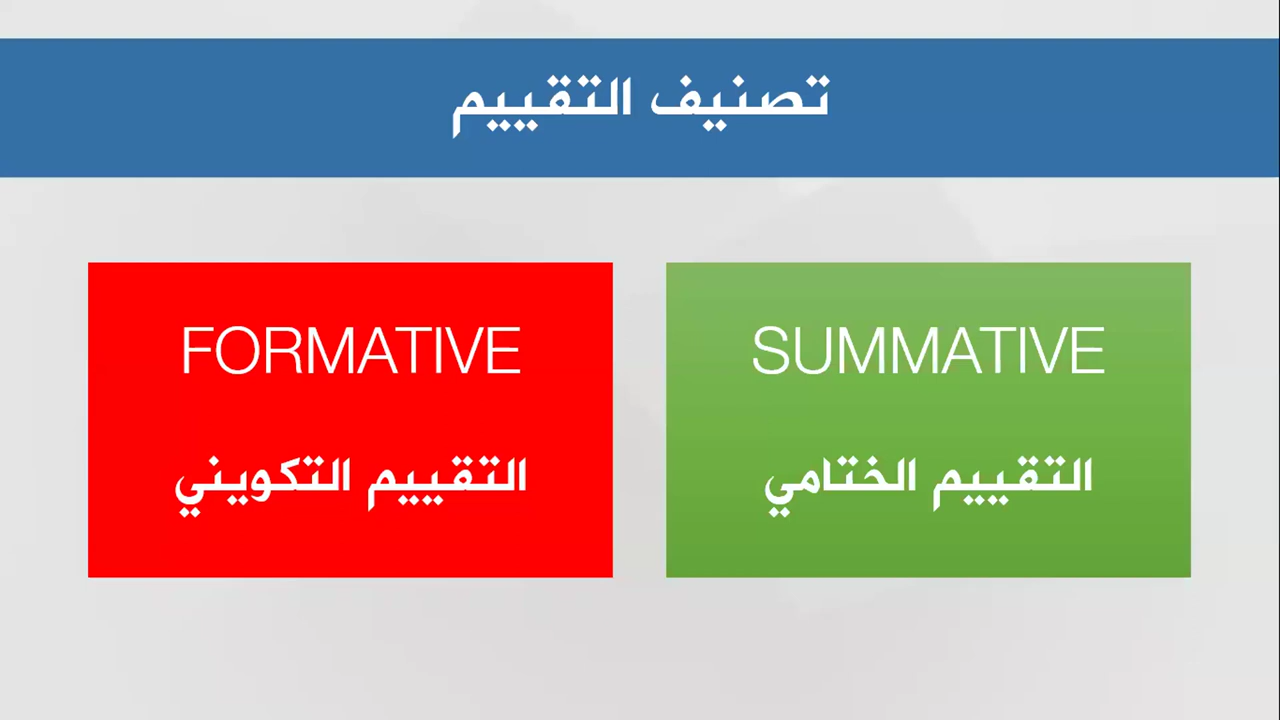 تصنيف التقييم
SUMMATIVE
التقييم الختامي
FORMATIVE
التقييم التكويني